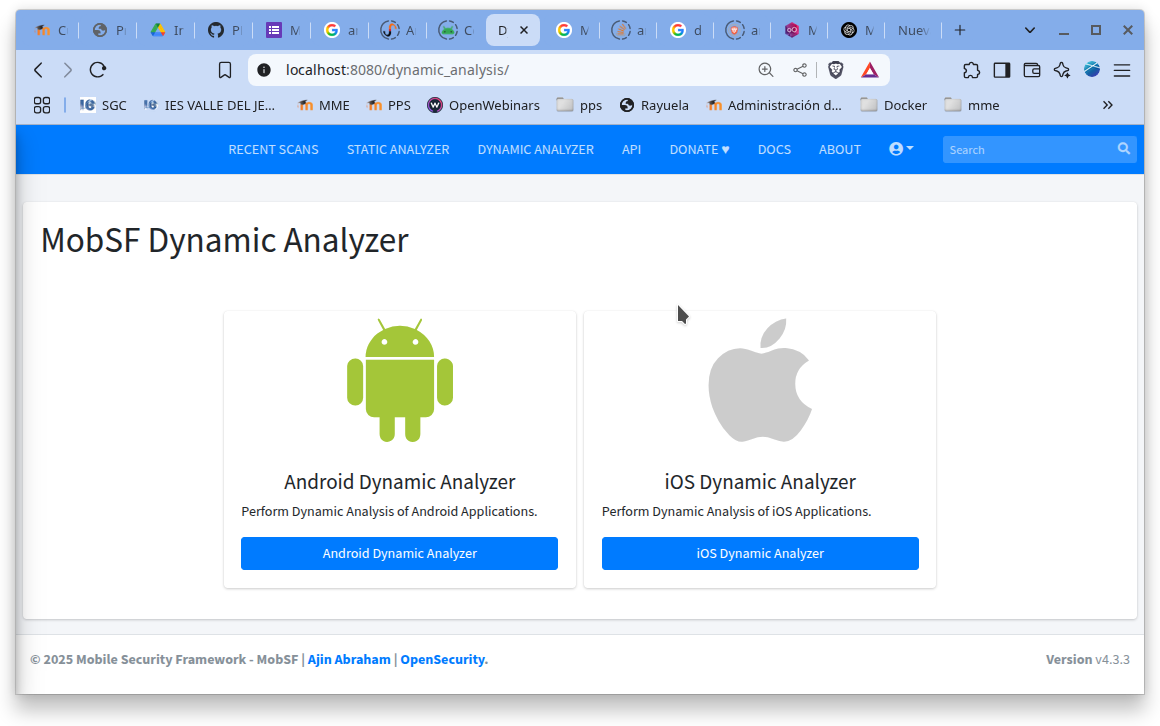 C P Ir P M a A C D M a d a M M Nuev
localhost:8080/dynamic_analysis/
SGC IES VALLE DEL JE... MME PPS OpenWebinars pps Rayuela Administración d... Docker mme
RECENT SCANS STATIC ANALYZER DYNAMIC ANALYZER API DONATE ♥ DOCS ABOUT Search
MobSF Dynamic Analyzer
Android Dynamic Analyzer
Perform Dynamic Analysis of Android Applications.
Android Dynamic Analyzer
iOS Dynamic Analyzer
Perform Dynamic Analysis of iOS Applications.
iOS Dynamic Analyzer
© 2025 Mobile Security Framework - MobSF | Ajin Abraham | OpenSecurity.
Version v4.3.3